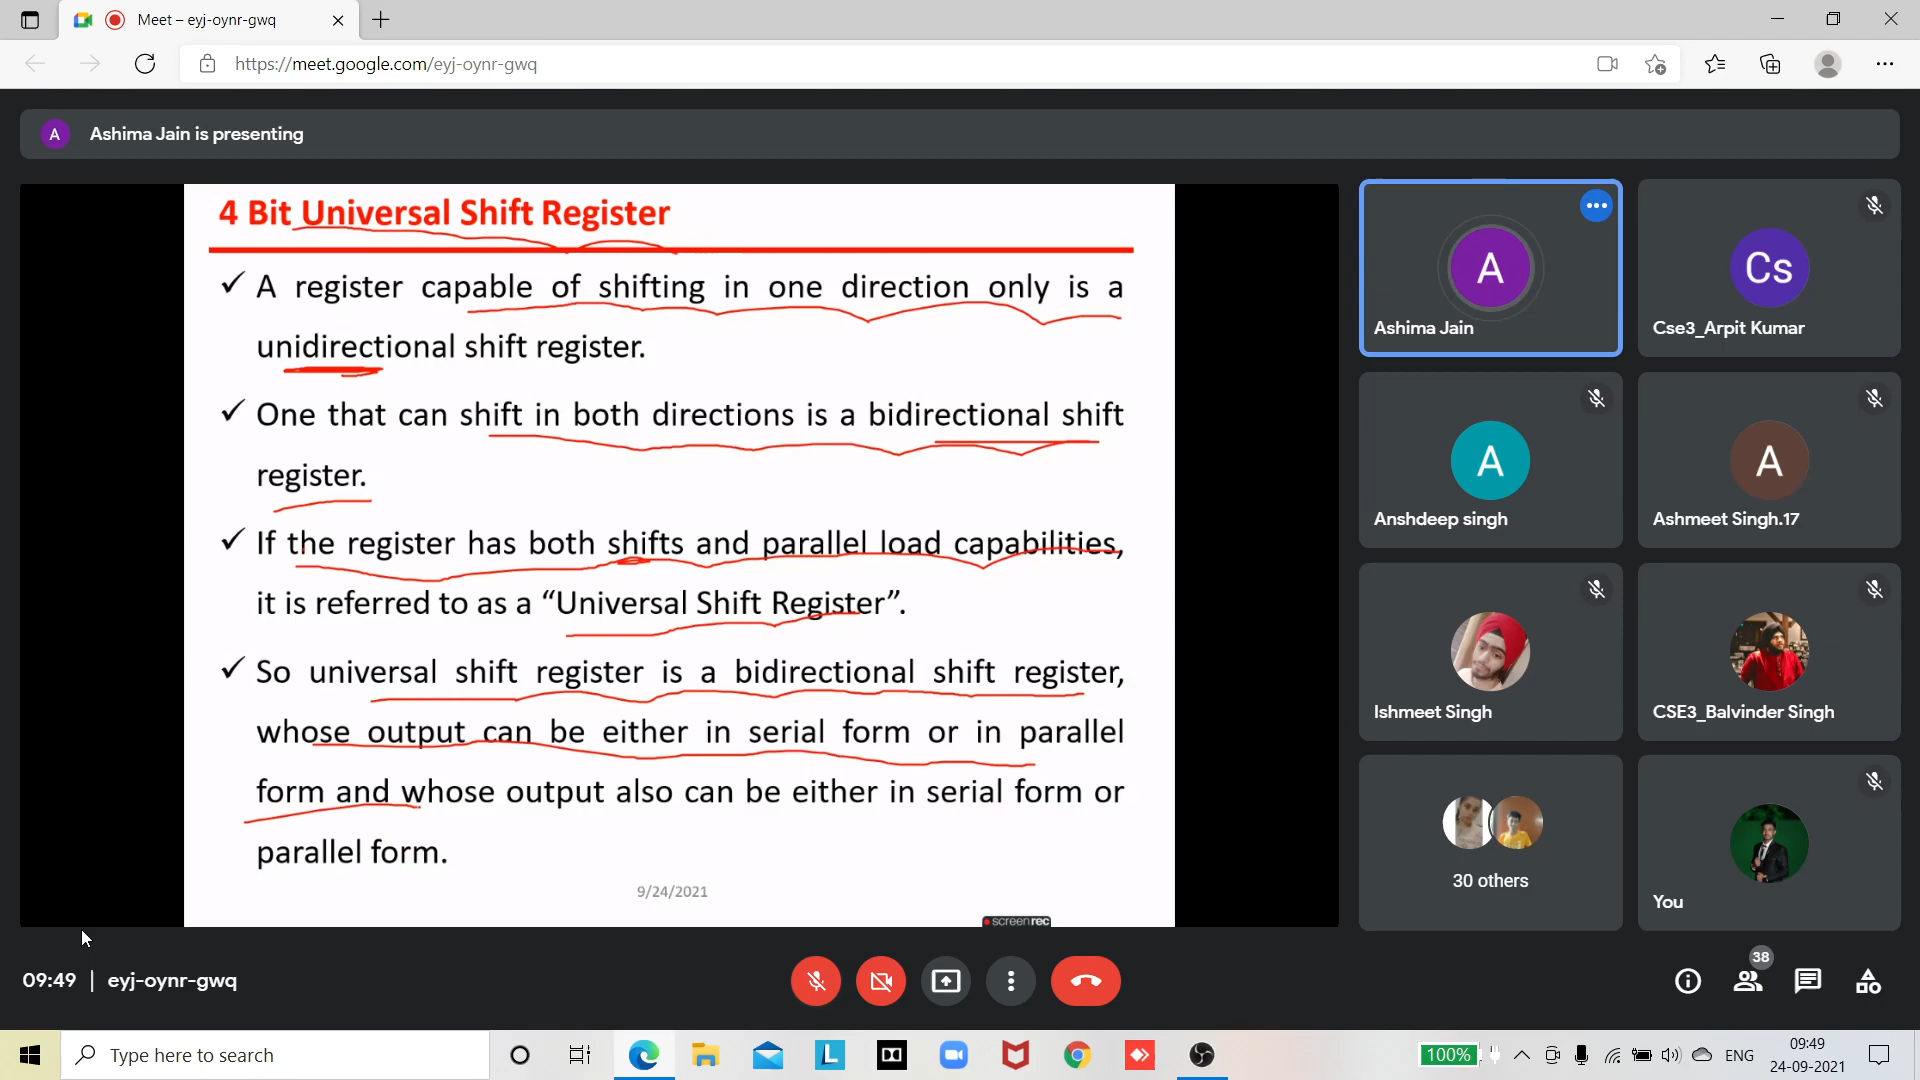 Meet – eyj-oynr-gwq
https://meet.google.com/eyj-oynr-gwq
A Ashima Jain is presenting
4 Bit Universal Shift Register
✓ A register capable of shifting in one direction only is a
unidirectional shift register.
✓ One that can shift in both directions is a bidirectional shift
register.
✓ If the register has both shifts and parallel load capabilities,
it is referred to as a “Universal Shift Register”.
✓ So universal shift register is a bidirectional shift register,
whose output can be either in serial form or in parallel
form and whose output also can be either in serial form or
parallel form.
9/24/2021
screenrec
A
Ashima Jain
Cs
Cse3_Arpit Kumar
A
Anshdeep singh
A
Ashmeet Singh.17
Ishmeet Singh
CSE3_Balvinder Singh
30 others
You
09:49 | eyj-oynr-gwq
38
Type here to search
L
100%
ENG
09:49
24-09-2021